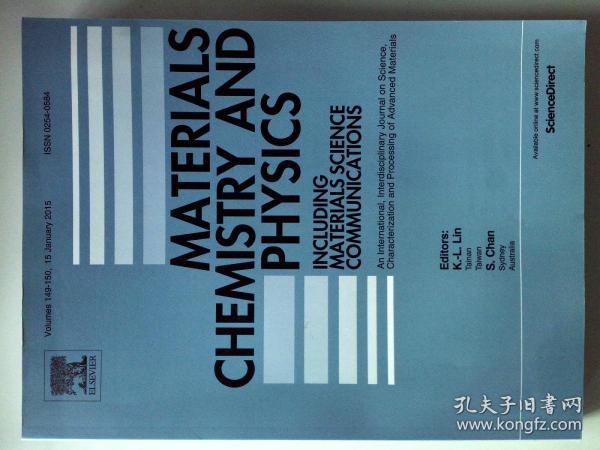 Volumes 149-150, 15 January 2015
ISSN 0254-0584
ELSEVIER
MATERIALS
CHEMISTRY AND
PHYSICS
INCLUDING
MATERIALS SCIENCE
COMMUNICATIONS
An International, Interdisciplinary Journal on Science,
Characterization and Processing of Advanced Materials
Editors:
K.-L. Lin
Tainan
Taiwan
S. Chan
Sydney
Australia
Available online at www.sciencedirect.com
ScienceDirect
孔夫子旧书网
www.kongfz.com